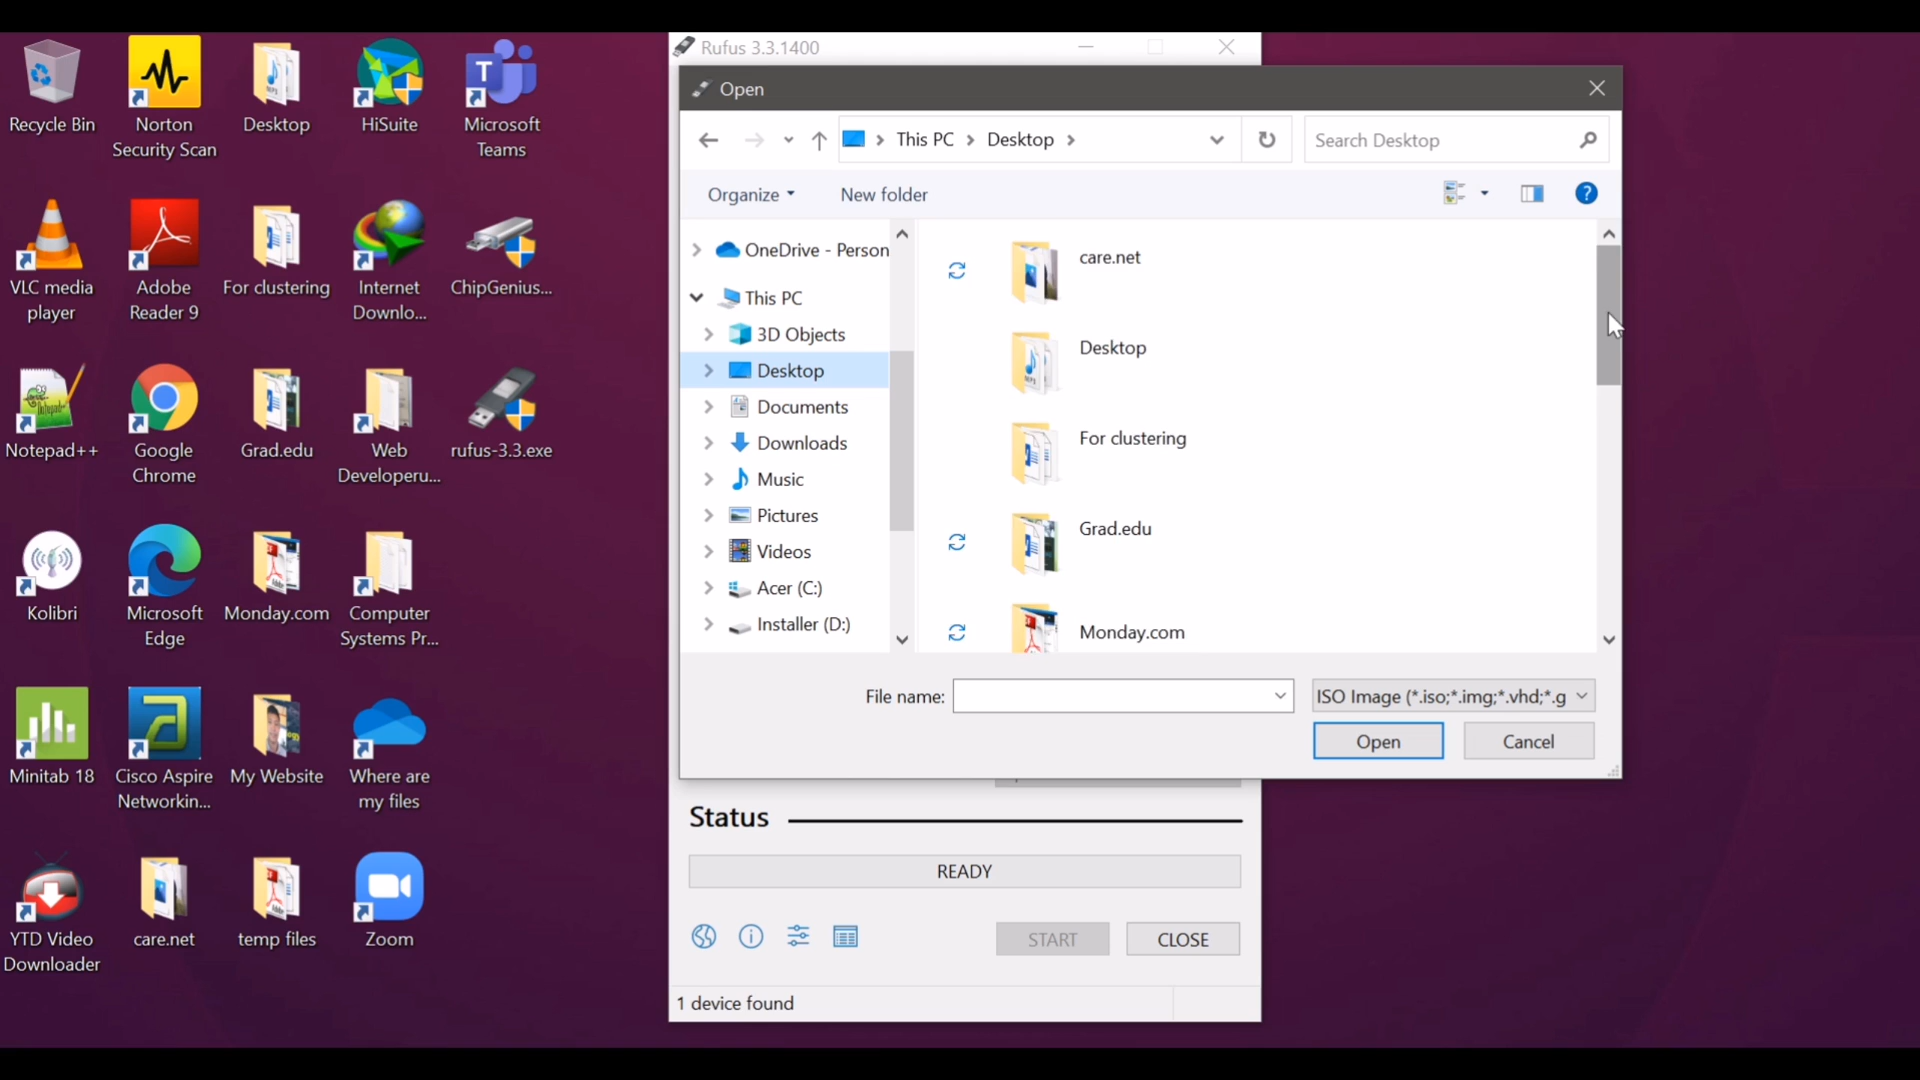 Recycle Bin
Norton
Security Scan
Desktop
HiSuite
Microsoft
Teams
VLC media
player
Adobe
Reader 9
For clustering
Internet
Downlo...
ChipGenius...
Notepad++
Google
Chrome
Grad.edu
Web
Developeru...
rufus-3.3.exe
Kolibri
Microsoft
Edge
Monday.com
Computer
Systems Pr...
Minitab 18
Cisco Aspire
Networkin...
My Website
Where are
my files
YTD Video
Downloader
care.net
temp files
Zoom
Rufus 3.3.1400
Open
This PC > Desktop >
Search Desktop
Organize
New folder
OneDrive - Person
This PC
3D Objects
Desktop
Documents
Downloads
Music
Pictures
Videos
Acer (C:)
Installer (D:)
care.net
Desktop
For clustering
Grad.edu
Monday.com
File name:
ISO Image (*.iso;*.img;*.vhd;*.g
Open
Cancel
Status
READY
START
CLOSE
1 device found